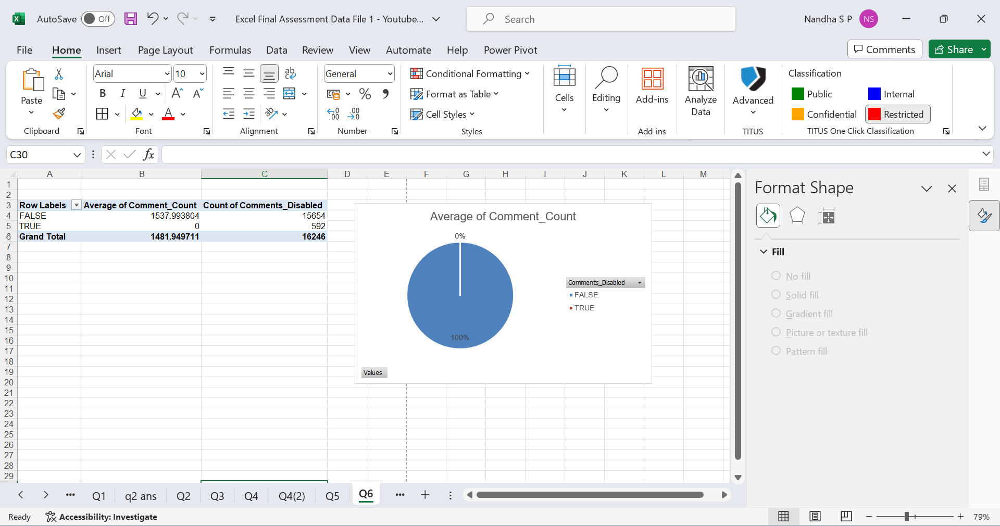 AutoSave Off Excel Final Assessment Data File 1 - Youtube... Search Nandha S P NS
File Home Insert Page Layout Formulas Data Review View Automate Help Power Pivot Comments Share
Paste
Clipboard
Arial 10
B I U A A
A
Font
ab
Alignment
General
% 
Number
Conditional Formatting
Format as Table
Cell Styles
Styles
Cells
Editing
Add-ins
Add-ins
Analyze
Data
Advanced
TITUS
Classification
Public Internal
Confidential Restricted
TITUS One Click Classification
C30 fx
A B C D E F G H I J K L M
1
2
3 Row Labels Average of Comment_Count Count of Comments_Disabled
4 FALSE 1537.993804 15654
5 TRUE 0 592
6 Grand Total 1481.949711 16246
7
8
9
10
11
12
13
14
15
16
17
18
19
20
21
22
23
24
25
26
27
28
29
Average of Comment_Count
0%
100%
Comments_Disabled
FALSE
TRUE
Values
Format Shape
Fill
No fill
Solid fill
Gradient fill
Picture or texture fill
Pattern fill
Q1 q2 ans Q2 Q3 Q4 Q4(2) Q5 Q6
Ready Accessibility: Investigate 79%